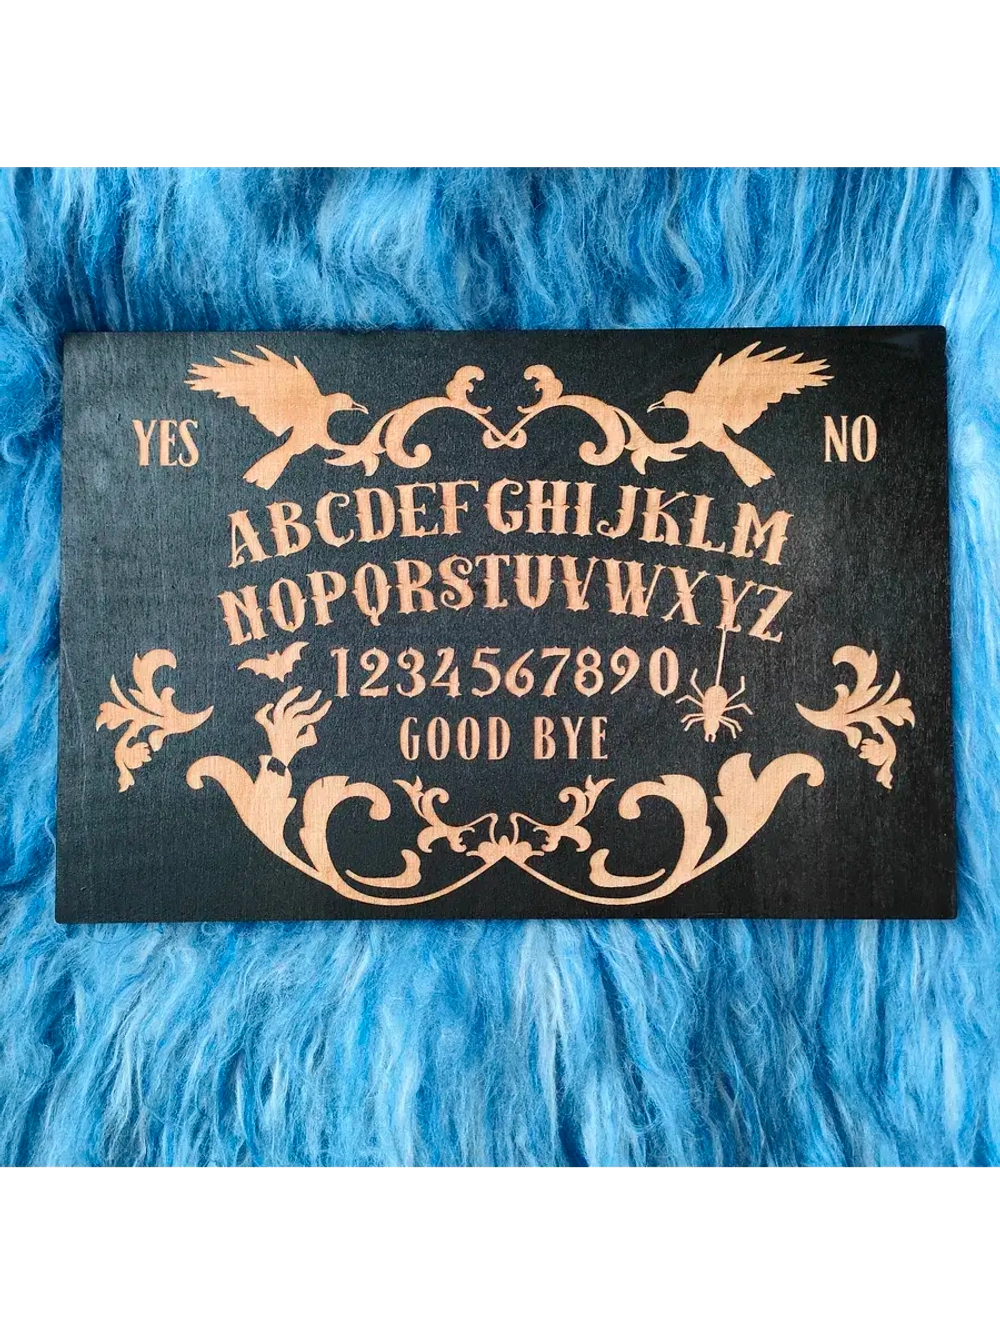 YES
NO
ABCDEFGHIJKLM
NOPQRSTUVWXYZ
1234567890
GOOD BYE